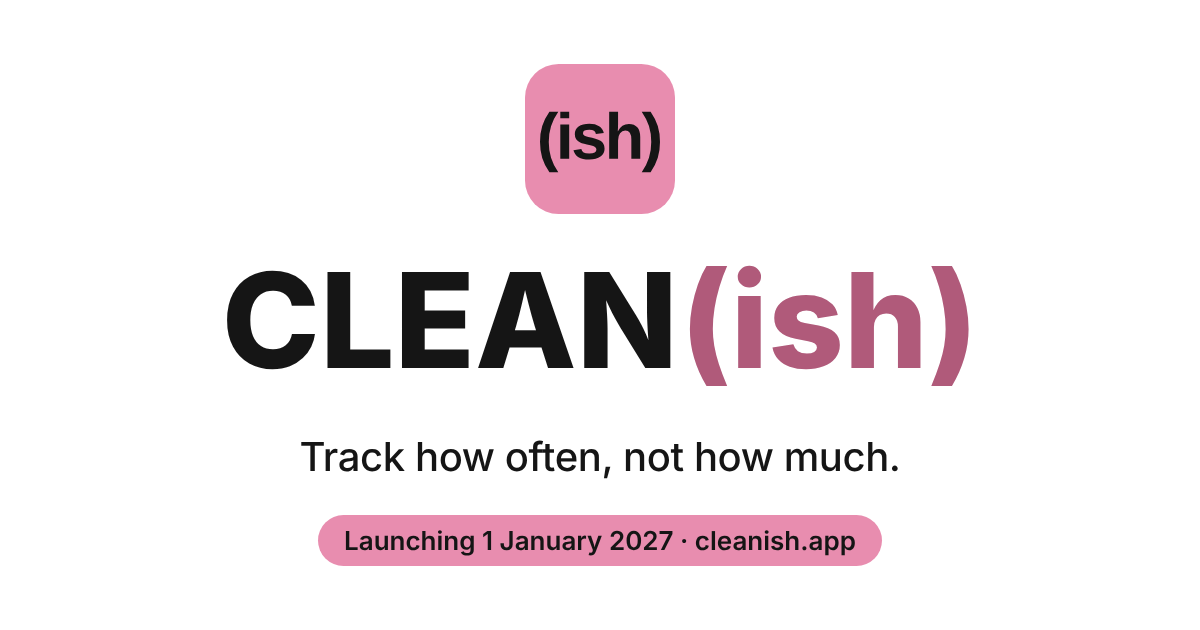 (ish)
CLEAN(ish)
Track how often, not how much.
Launching 1 January 2027 · cleanish.app